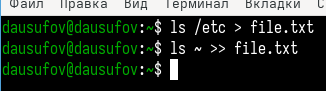 Файл Правка Вид Терминал Вкладки С
dausufov@dausufov:~$ ls /etc > file.txt
dausufov@dausufov:~$ ls ~ >> file.txt
dausufov@dausufov:~$